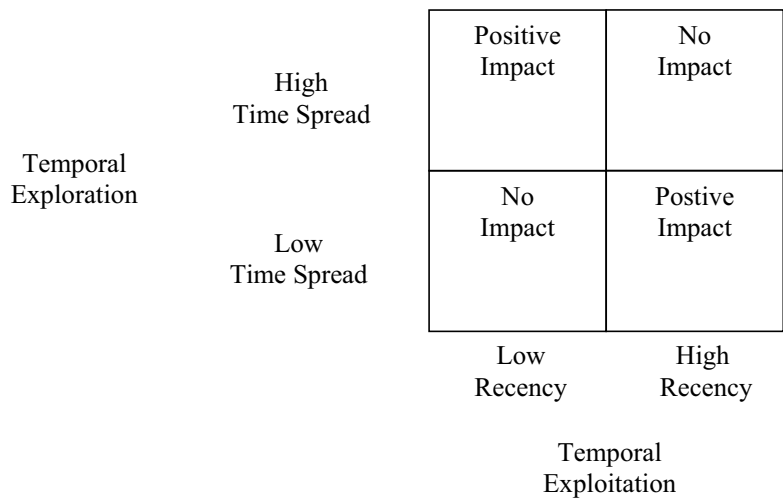 Positive
Impact
No
Impact
High
Time Spread
Temporal
Exploration
No
Impact
Postive
Impact
Low
Time Spread
Low
Recency
High
Recency
Temporal
Exploitation